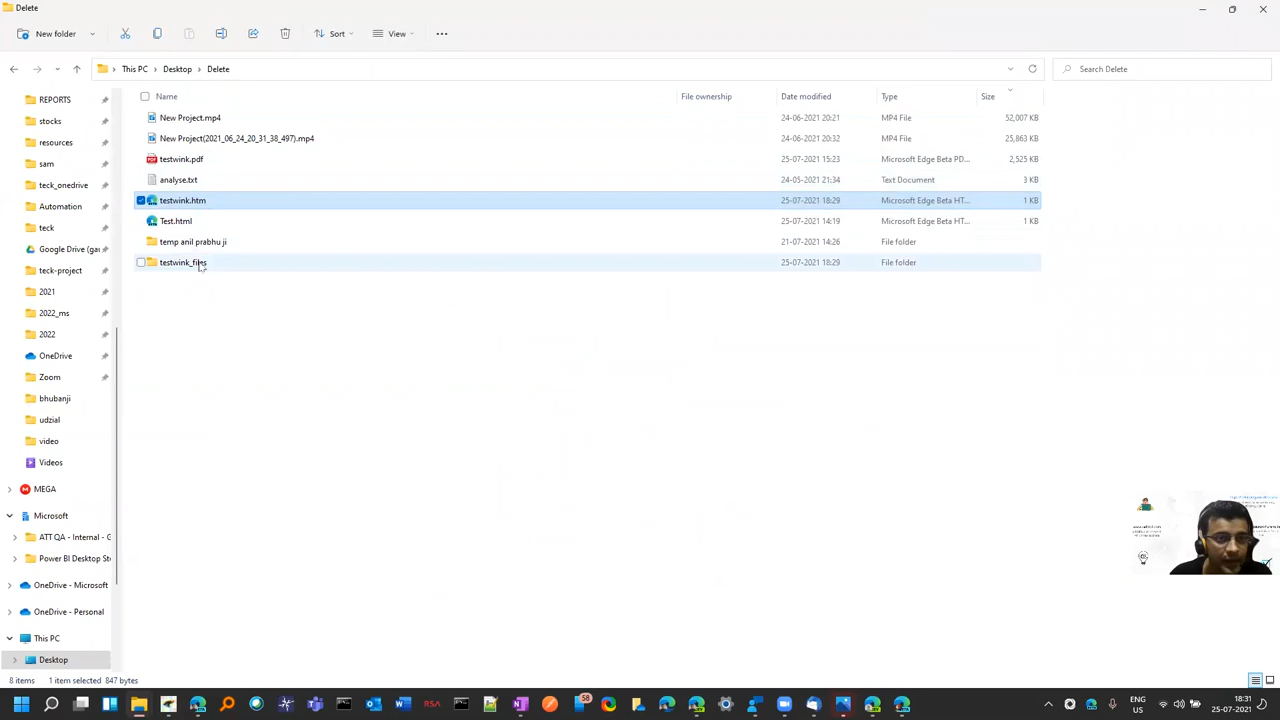 Delete
New folder
Sort
View
This PC
Desktop
Delete
Search Delete
REPORTS
stocks
resources
sam
teck_onedrive
Automation
teck
Google Drive (ga
teck-project
2021
2022_ms
2022
OneDrive
Zoom
bhubanji
udzial
video
Videos
MEGA
Microsoft
ATT QA - Internal - G
Power BI Desktop St
OneDrive - Microsoft
OneDrive - Personal
This PC
Desktop
Name File ownership Date modified Type Size
New Project.mp4 24-06-2021 20:21 MP4 File 52,007 KB
New Project(2021_06_24_20_31_38_497).mp4 24-06-2021 20:32 MP4 File 25,863 KB
testwink.pdf 25-07-2021 15:23 Microsoft Edge Beta PD... 2,525 KB
analyse.txt 24-05-2021 21:34 Text Document 3 KB
testwink.htm 25-07-2021 18:29 Microsoft Edge Beta HT... 1 KB
Test.html 25-07-2021 14:19 Microsoft Edge Beta HT... 1 KB
temp anil prabhu ji 21-07-2021 14:26 File folder
testwink_files 25-07-2021 18:29 File folder
8 items 1 item selected 847 bytes
RSA
58
ENG
US
18:31
25-07-2021